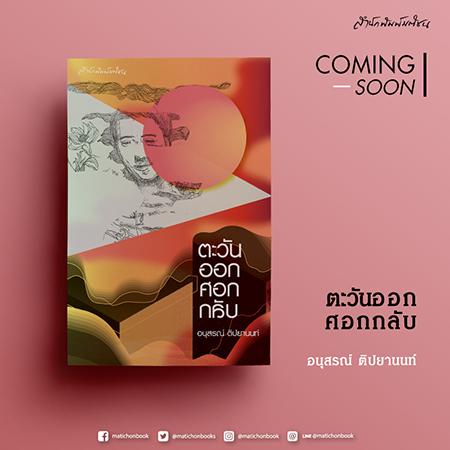 สำนักพิมพ์มติชน
COMING
SOON
สำนักพิมพ์มติชน
ตะวัน
ออก
ศอก
กลับ
อนุสรณ์ ติปยานนท์
ตะวันออก
ศอกกลับ
อนุสรณ์ ติปยานนท์
matichonbook
@matichonbooks
@matichonbook
LINE @matichonbook